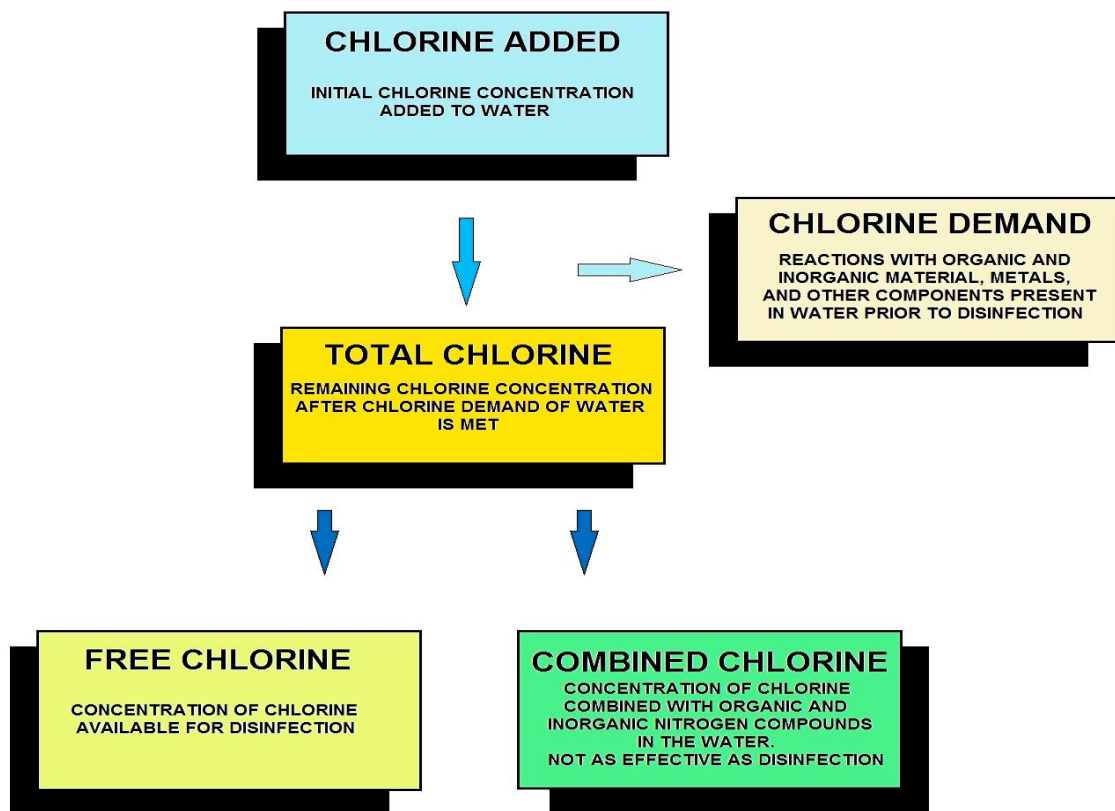 CHLORINE ADDED
INITIAL CHLORINE CONCENTRATION
ADDED TO WATER
CHLORINE DEMAND
REACTIONS WITH ORGANIC AND
INORGANIC MATERIAL, METALS,
AND OTHER COMPONENTS PRESENT
IN WATER PRIOR TO DISINFECTION
TOTAL CHLORINE
REMAINING CHLORINE CONCENTRATION
AFTER CHLORINE DEMAND OF WATER
IS MET
FREE CHLORINE
CONCENTRATION OF CHLORINE
AVAILABLE FOR DISINFECTION
COMBINED CHLORINE
CONCENTRATION OF CHLORINE
COMBINED WITH ORGANIC AND
INORGANIC NITROGEN COMPOUNDS
IN THE WATER.
NOT AS EFFECTIVE AS DISINFECTION